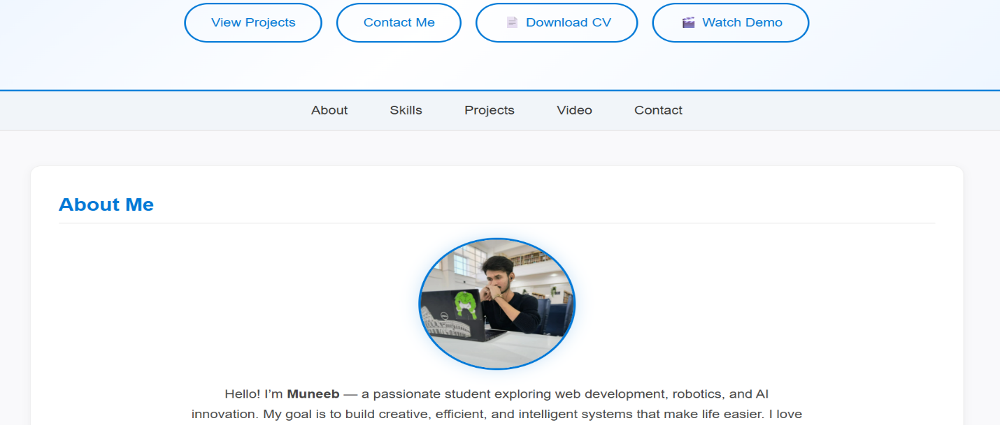 View Projects
Contact Me
Download CV
Watch Demo
About
Skills
Projects
Video
Contact
About Me
Hello! I’m Muneeb — a passionate student exploring web development, robotics, and AI
innovation. My goal is to build creative, efficient, and intelligent systems that make life easier. I love